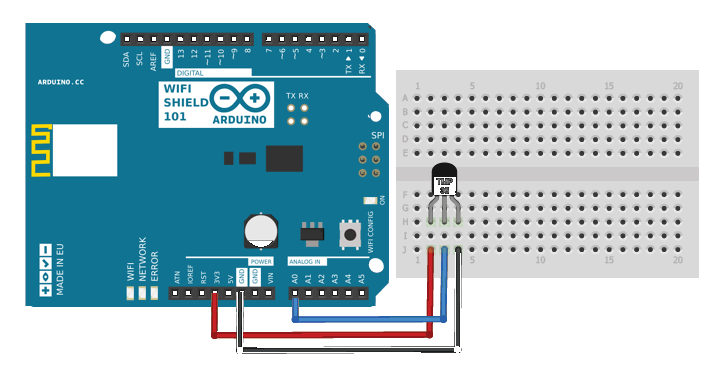 SDA
SCL
AREF
GND
13
12
~11
~10
~9
8
7
~6
~5
4
~3
2
TX ▶ 1
RX ◀ 0
DIGITAL
ARDUINO.CC
WIFI
SHIELD
101
ARDUINO
TX RX
SPI
ON
WIFI CONFIG
MADE IN EU
WIFI
NETWORK
ERROR
POWER
ANALOG IN
ATN
IOREF
RST
3V3
5V
GND
GND
VIN
A0
A1
A2
A3
A4
A5
1 5 10 15 20
A
B
C
D
E
TMP
F
G
H
I
J
1 5 10 15 20